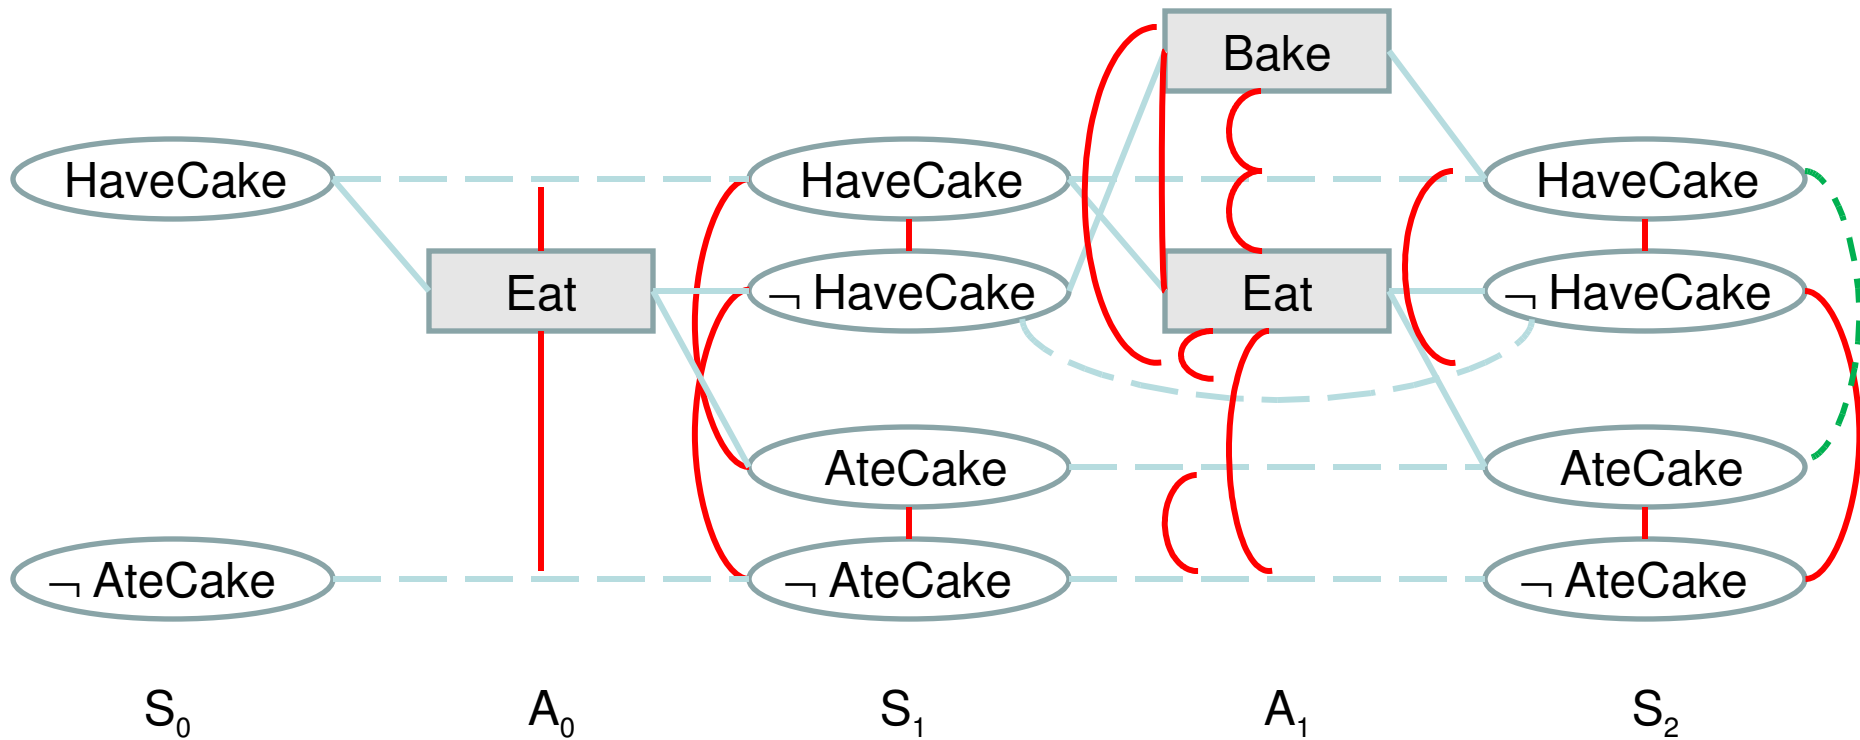 Bake
HaveCake
HaveCake
HaveCake
Eat
¬ HaveCake
Eat
¬ HaveCake
AteCake
AteCake
¬ AteCake
¬ AteCake
¬ AteCake
S0
A0
S1
A1
S2